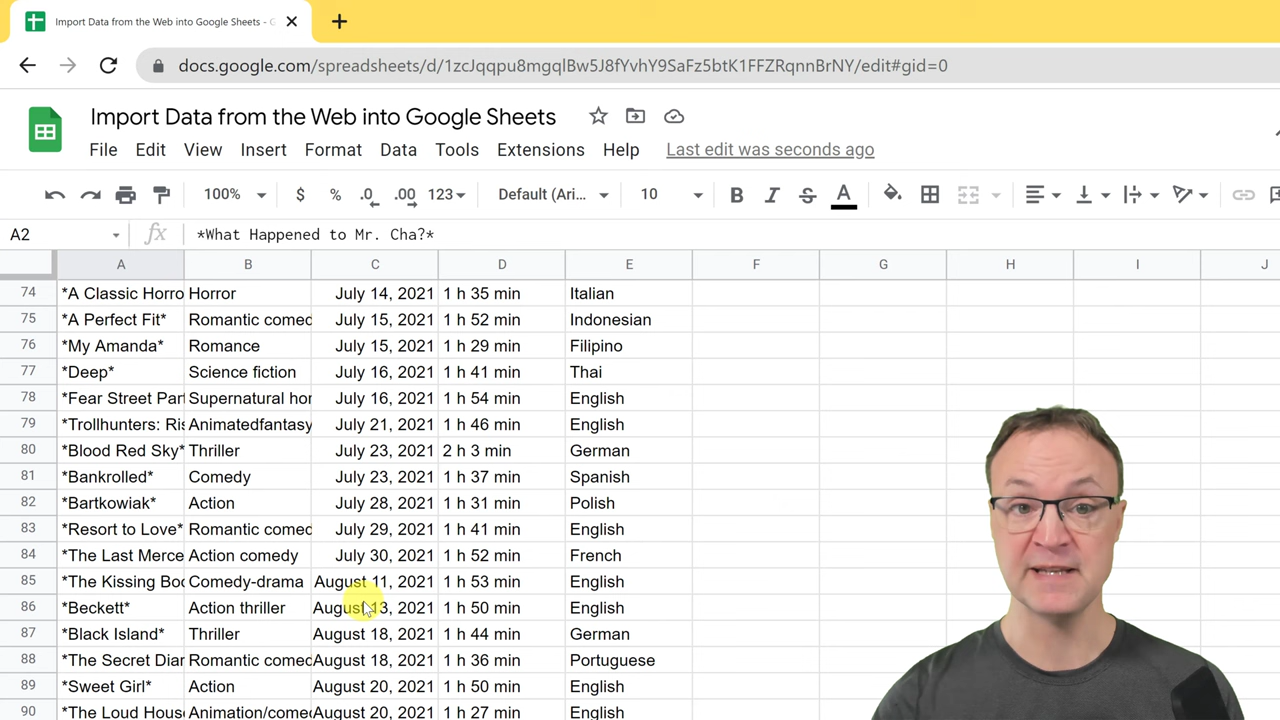 Import Data from the Web into Google Sheets - G
docs.google.com/spreadsheets/d/1zcJqqpu8mgqlBw5J8fYvhY9SaFz5btK1FFZRqnnBrNY/edit#gid=0
Import Data from the Web into Google Sheets
File Edit View Insert Format Data Tools Extensions Help Last edit was seconds ago
100% $ % .0 .00 123 Default (Ari... 10 B I S A
A2 fx *What Happened to Mr. Cha?*
A B C D E F G H I J
74 *A Classic Horro Horror July 14, 2021 1 h 35 min Italian
75 *A Perfect Fit* Romantic comed July 15, 2021 1 h 52 min Indonesian
76 *My Amanda* Romance July 15, 2021 1 h 29 min Filipino
77 *Deep* Science fiction July 16, 2021 1 h 41 min Thai
78 *Fear Street Part Supernatural hor July 16, 2021 1 h 54 min English
79 *Trollhunters: Ris Animatedfantasy July 21, 2021 1 h 46 min English
80 *Blood Red Sky* Thriller July 23, 2021 2 h 3 min German
81 *Bankrolled* Comedy July 23, 2021 1 h 37 min Spanish
82 *Bartkowiak* Action July 28, 2021 1 h 31 min Polish
83 *Resort to Love* Romantic comed July 29, 2021 1 h 41 min English
84 *The Last Merce Action comedy July 30, 2021 1 h 52 min French
85 *The Kissing Boo Comedy-drama August 11, 2021 1 h 53 min English
86 *Beckett* Action thriller August 13, 2021 1 h 50 min English
87 *Black Island* Thriller August 18, 2021 1 h 44 min German
88 *The Secret Diar Romantic comed August 18, 2021 1 h 36 min Portuguese
89 *Sweet Girl* Action August 20, 2021 1 h 50 min English
90 *The Loud House Animation/comed August 20, 2021 1 h 27 min English